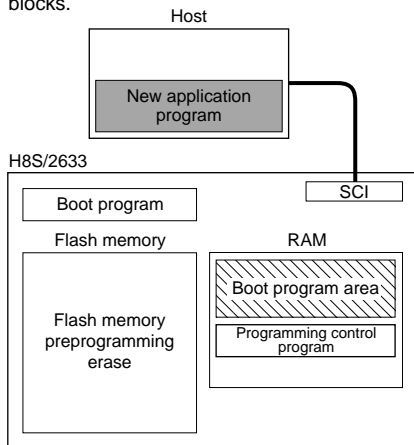 blocks.
Host
New application
program
H8S/2633
SCI
Boot program
Flash memory
RAM
Flash memory
preprogramming
erase
Boot program area
Programming control
program